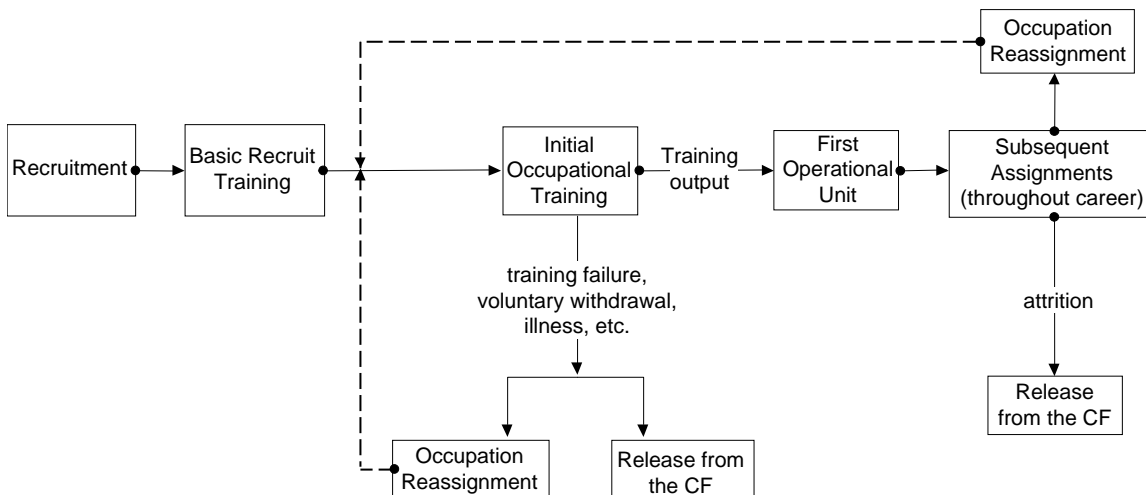 Occupation
Reassignment
Recruitment
Basic Recruit
Training
Initial
Occupational
Training
Training
output
First
Operational
Unit
Subsequent
Assignments
(throughout career)
training failure,
voluntary withdrawal,
illness, etc.
attrition
Release
from the CF
Occupation
Reassignment
Release from
the CF